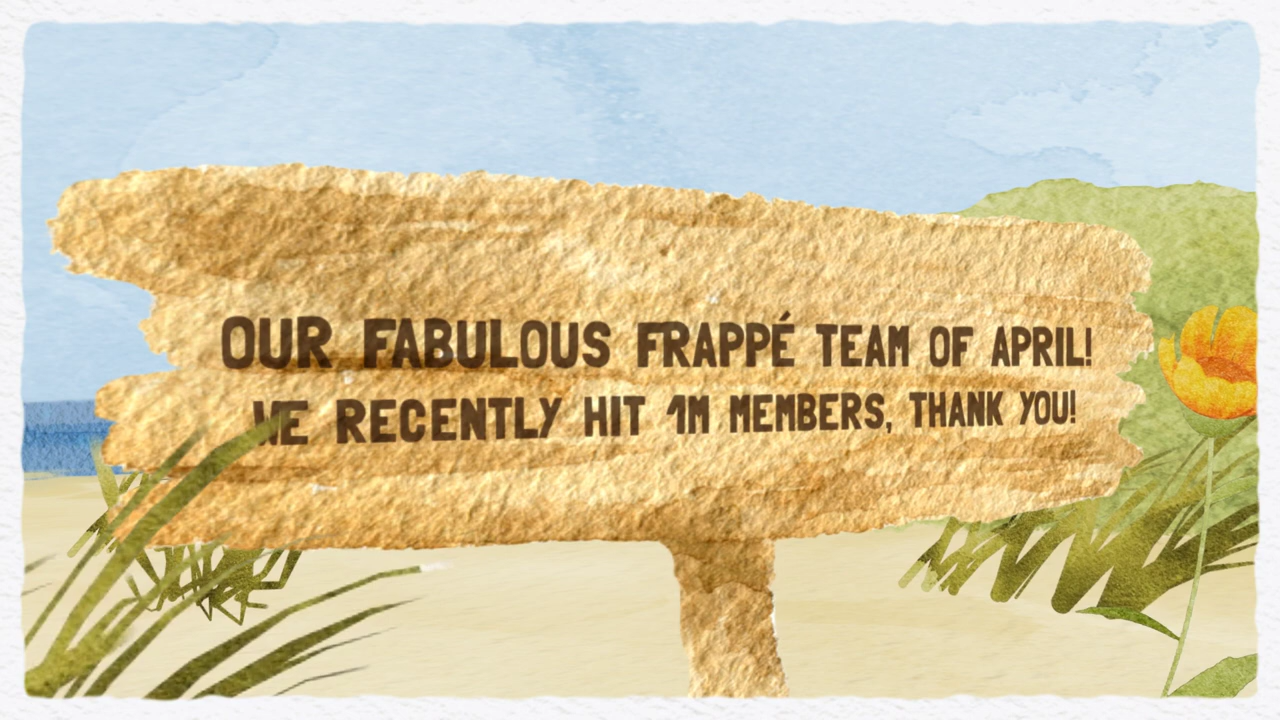 OUR FABULOUS FRAPPÉ TEAM OF APRIL!
WE RECENTLY HIT 1M MEMBERS, THANK YOU!